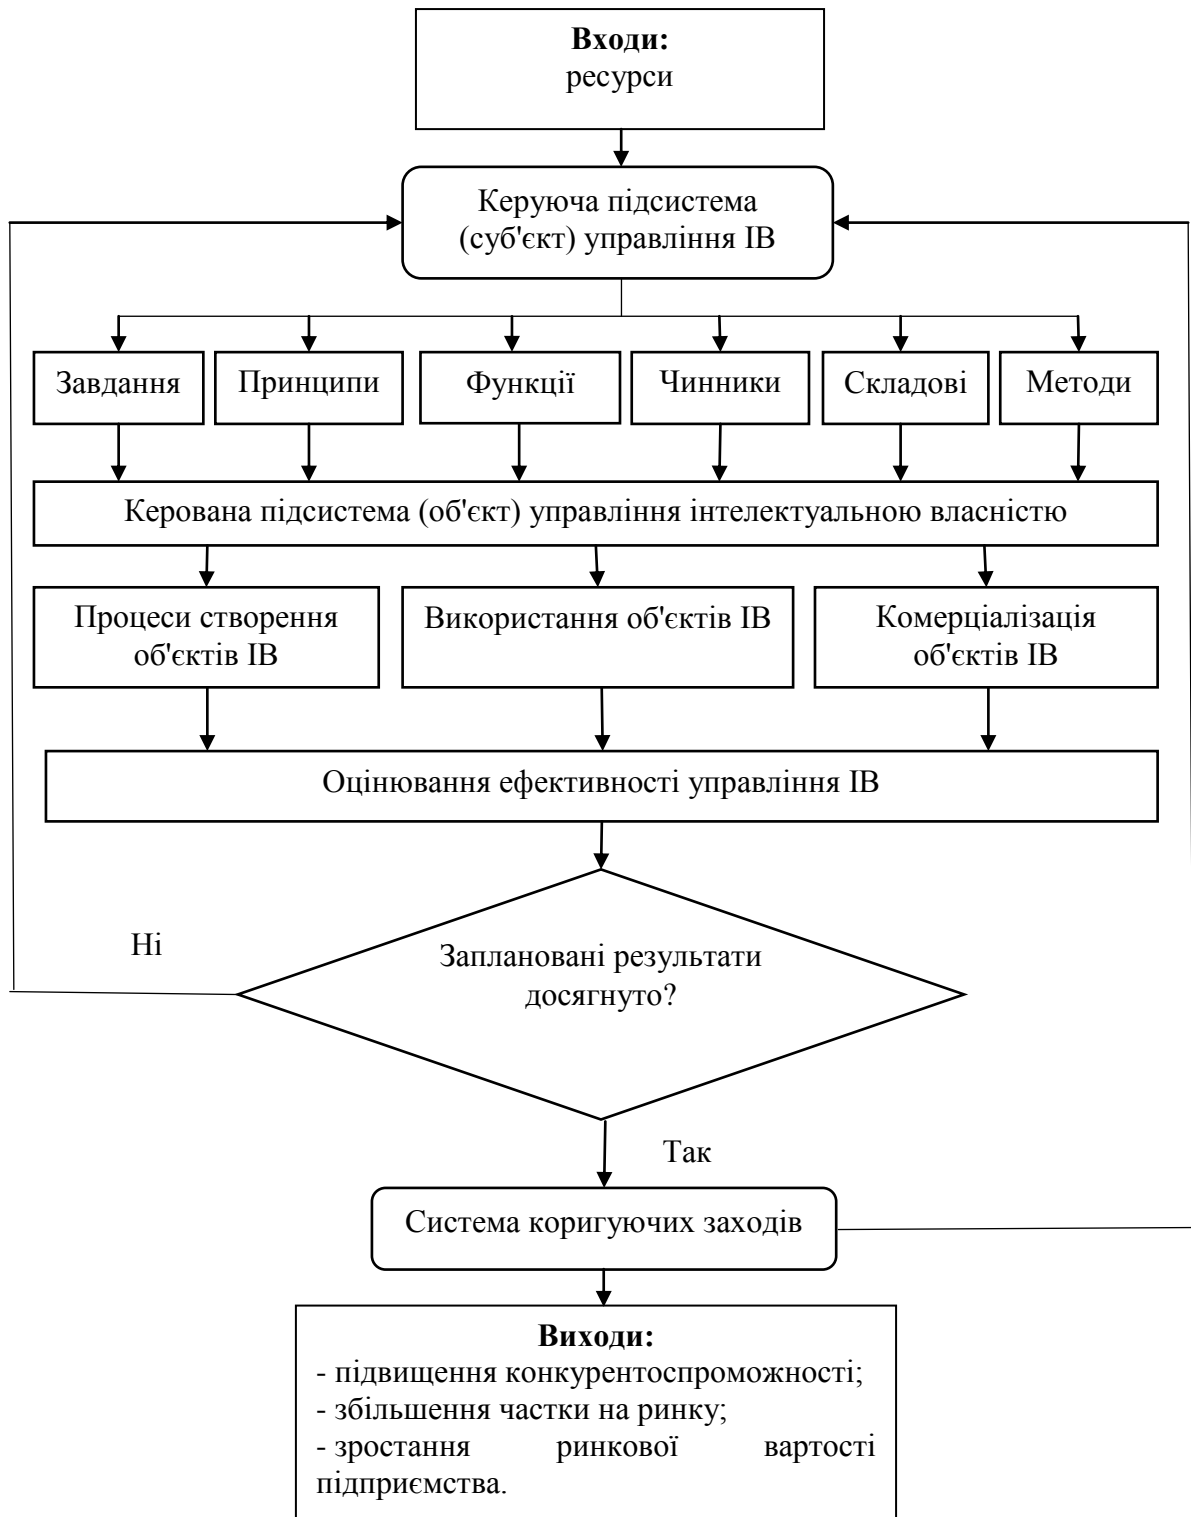 Входи:
ресурси
Керуюча підсистема
(суб'єкт) управління ІВ
Завдання
Принципи
Функції
Чинники
Складові
Методи
Керована підсистема (об'єкт) управління інтелектуальною власністю
Процеси створення
об'єктів ІВ
Використання об'єктів ІВ
Комерціалізація
об'єктів ІВ
Оцінювання ефективності управління ІВ
Ні
Заплановані результати
досягнуто?
Так
Система коригуючих заходів
Виходи:
- підвищення конкурентоспроможності;
- збільшення частки на ринку;
- зростання ринкової вартості
підприємства.